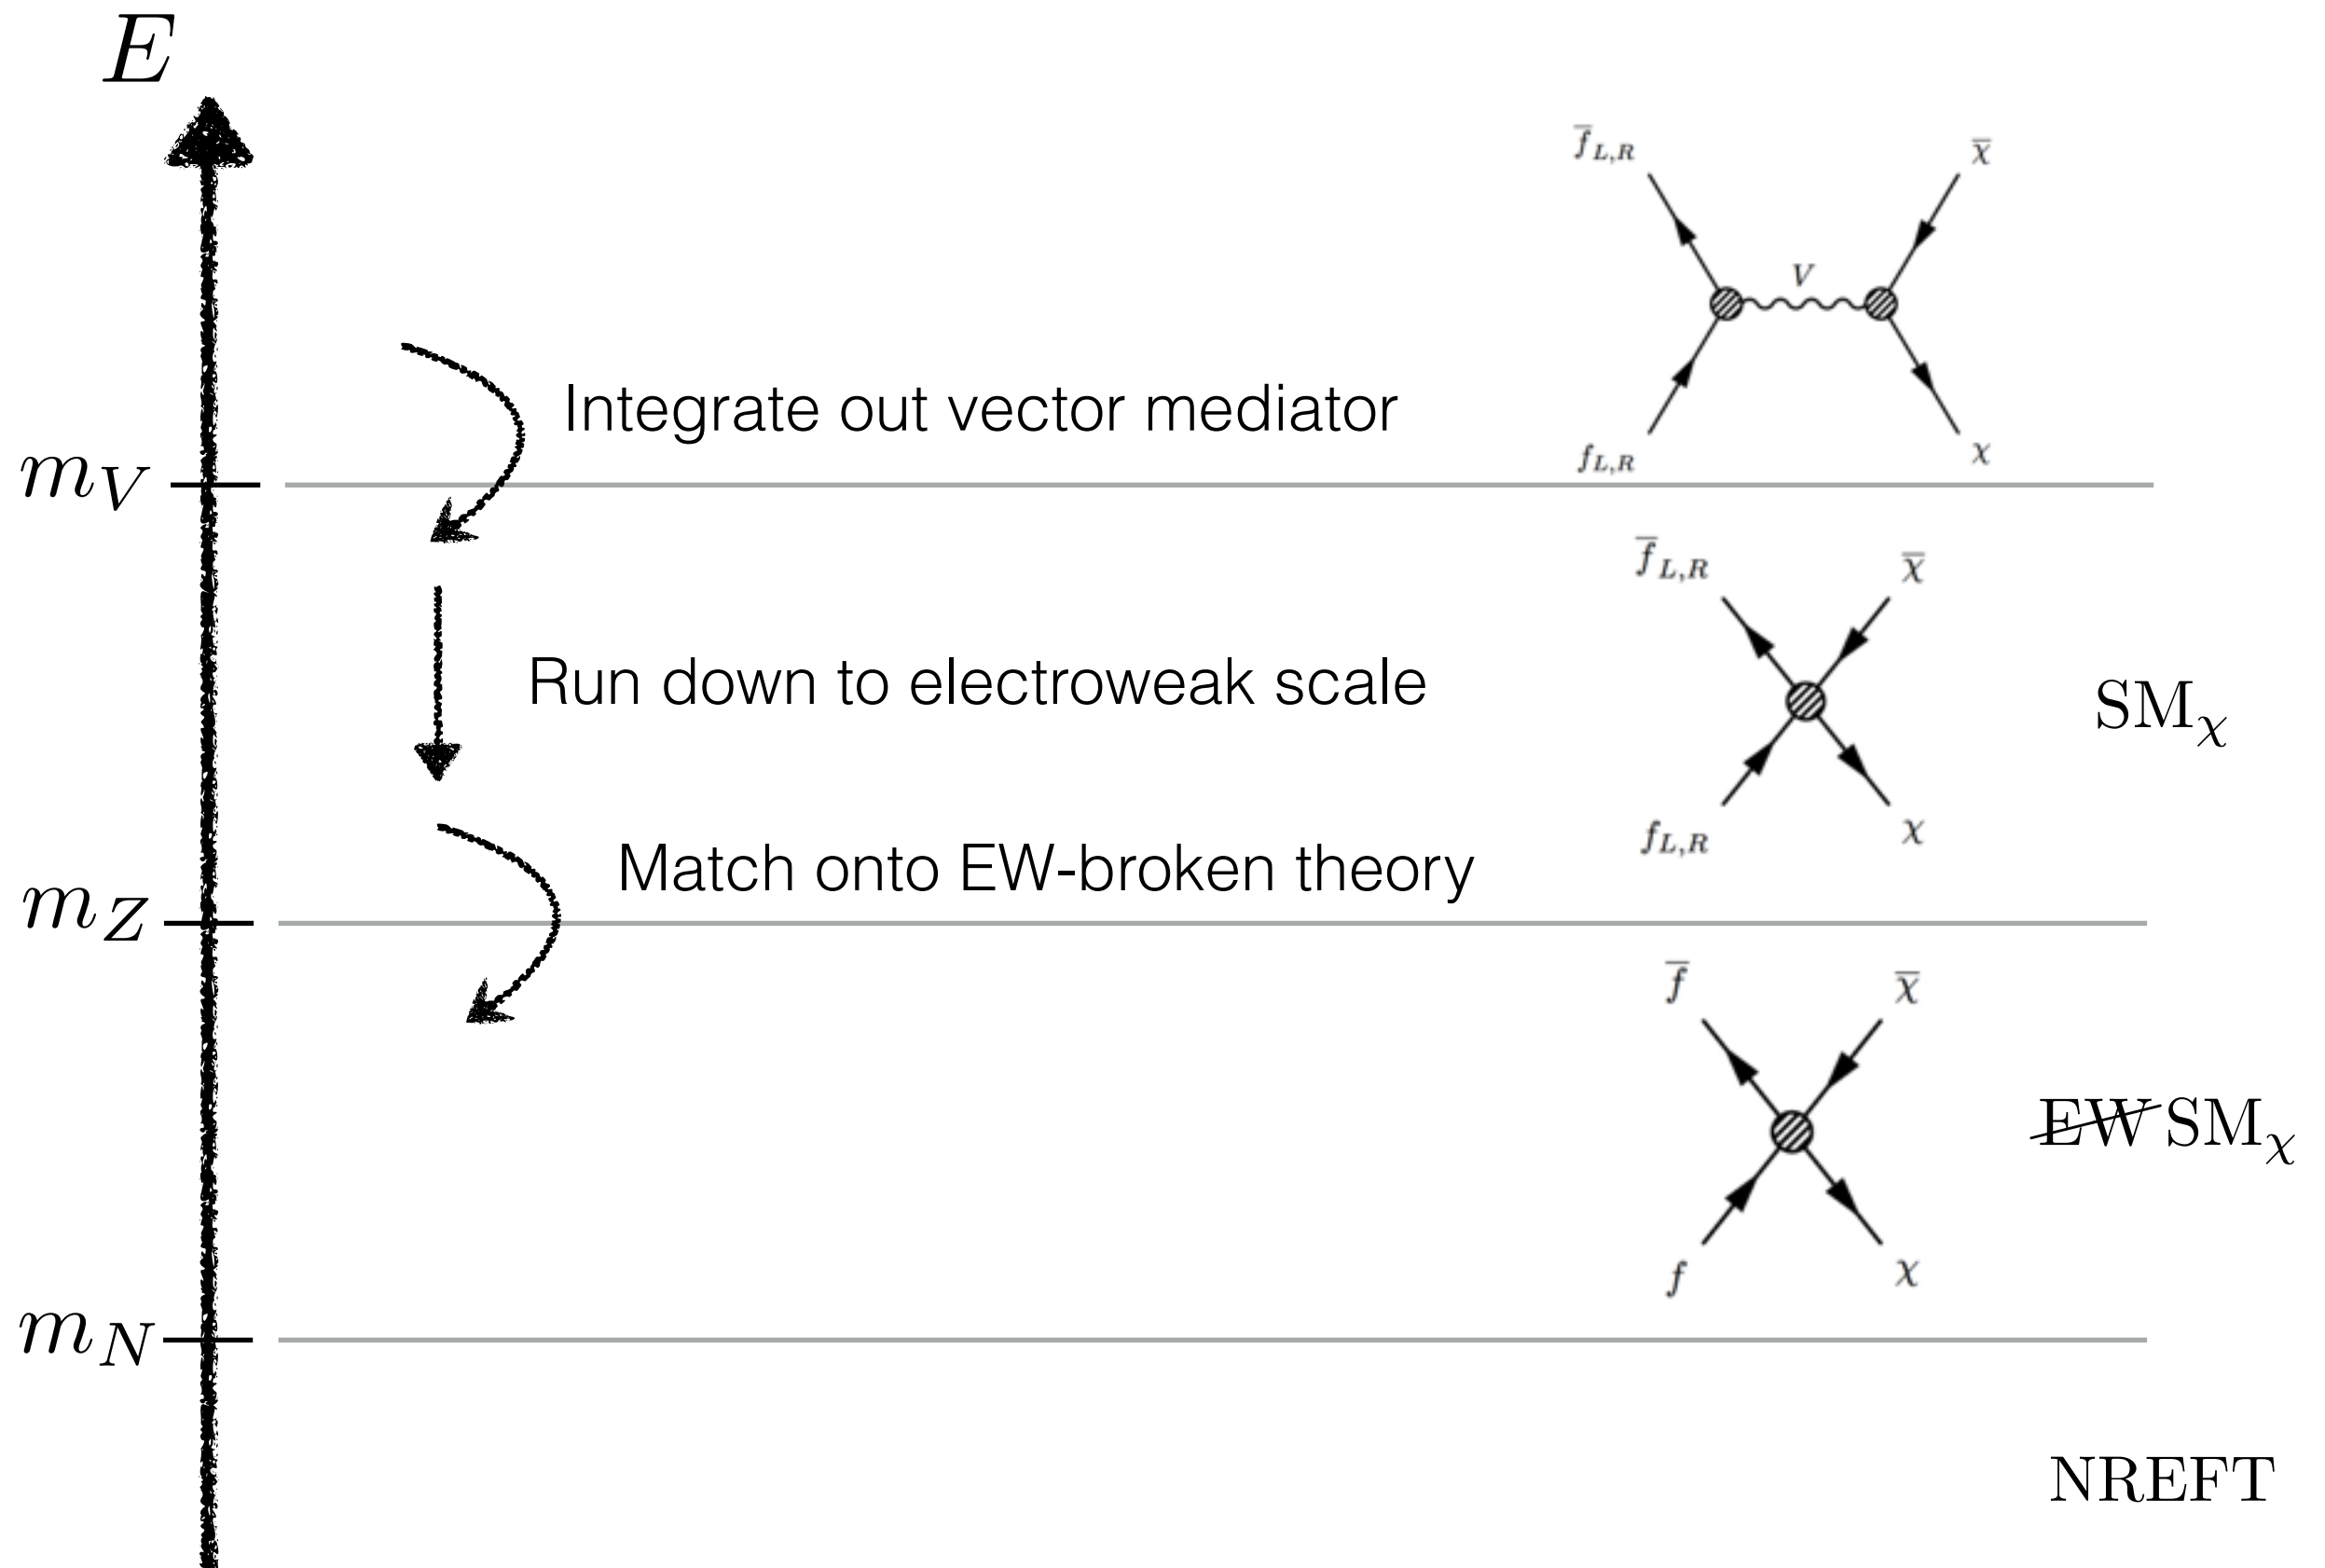 E
f̅_{L,R}
χ̅
V
Integrate out vector mediator
f_{L,R}
χ
m_V
f̅_{L,R}
χ̅
Run down to electroweak scale
SM_χ
f_{L,R}
χ
Match onto EW-broken theory
m_Z
f̅
χ̅
E̶W̶ SM_χ
f
χ
m_N
NREFT